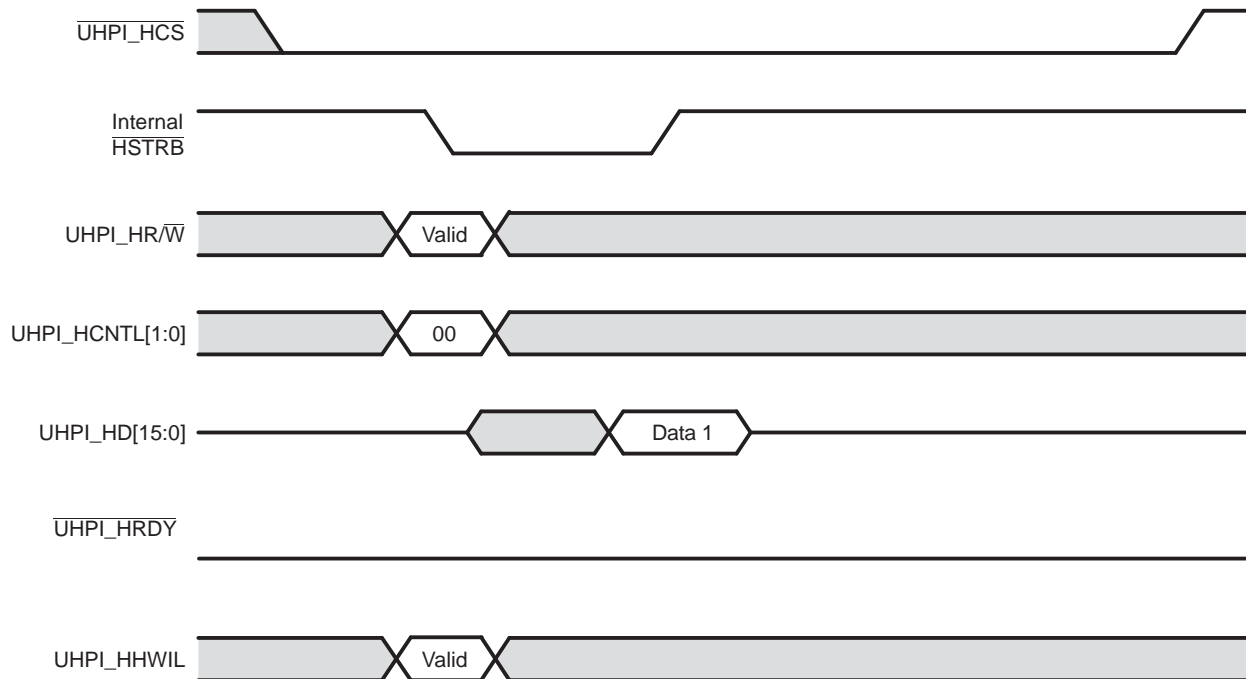 UHPI_HCS
Internal
HSTRB
UHPI_HR/W
Valid
UHPI_HCNTL[1:0]
00
UHPI_HD[15:0]
Data 1
UHPI_HRDY
UHPI_HHWIL
Valid